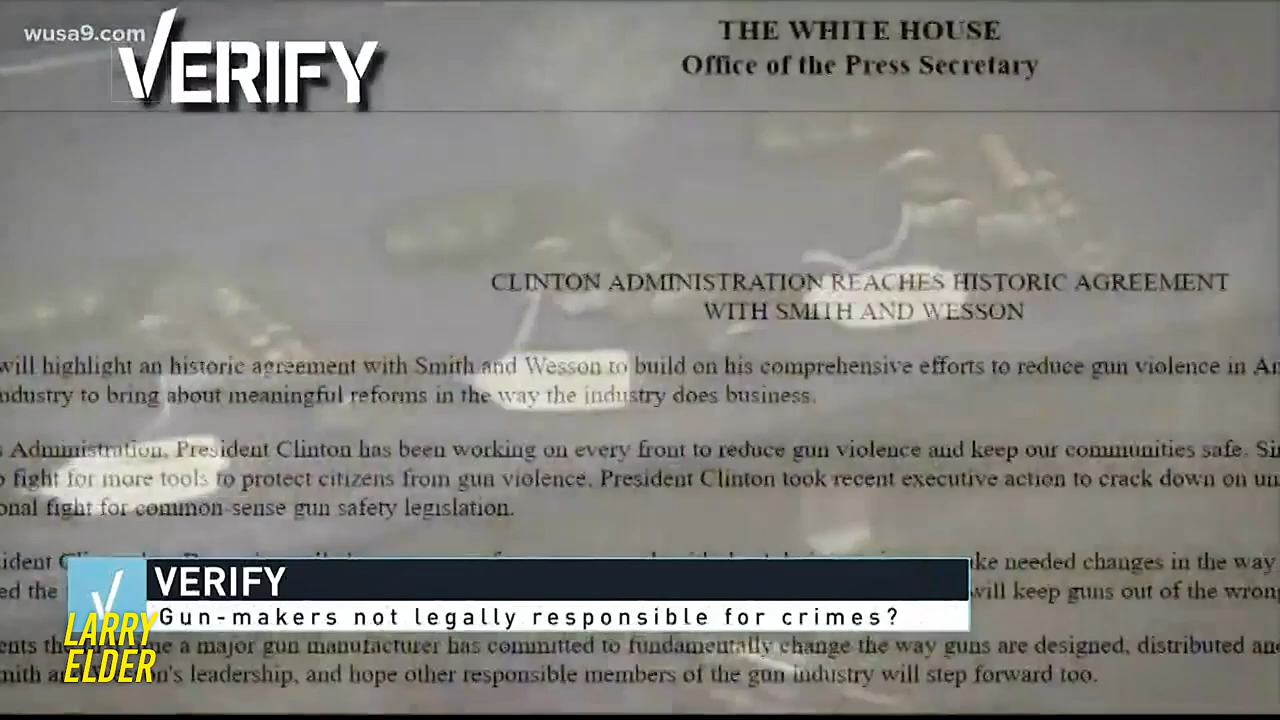 wusa9.com
VERIFY
THE WHITE HOUSE
Office of the Press Secretary
CLINTON ADMINISTRATION REACHES HISTORIC AGREEMENT
WITH SMITH AND WESSON
will highlight an historic agreement with Smith and Wesson to build on his comprehensive efforts to reduce gun violence in
industry to bring about meaningful reforms in the way the industry does business.
Administration, President Clinton has been working on every front to reduce gun violence and keep our communities safe.
fight for more tools to protect citizens from gun violence. President Clinton took recent executive action to crack down on
fight for common-sense gun safety legislation.
needed changes in the way
the
will keep guns out of the
VERIFY
Gun-makers not legally responsible for crimes?
LARRY
ELDER
a major gun manufacturer has committed to fundamentally change the way guns are designed, distributed
leadership, and hope other responsible members of the gun industry will step forward too.